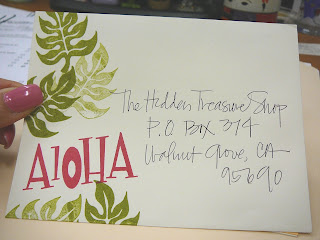 The Hidden Treasure Shop
P.O Box 374
Walnut Grove, CA
95690
AlOHA